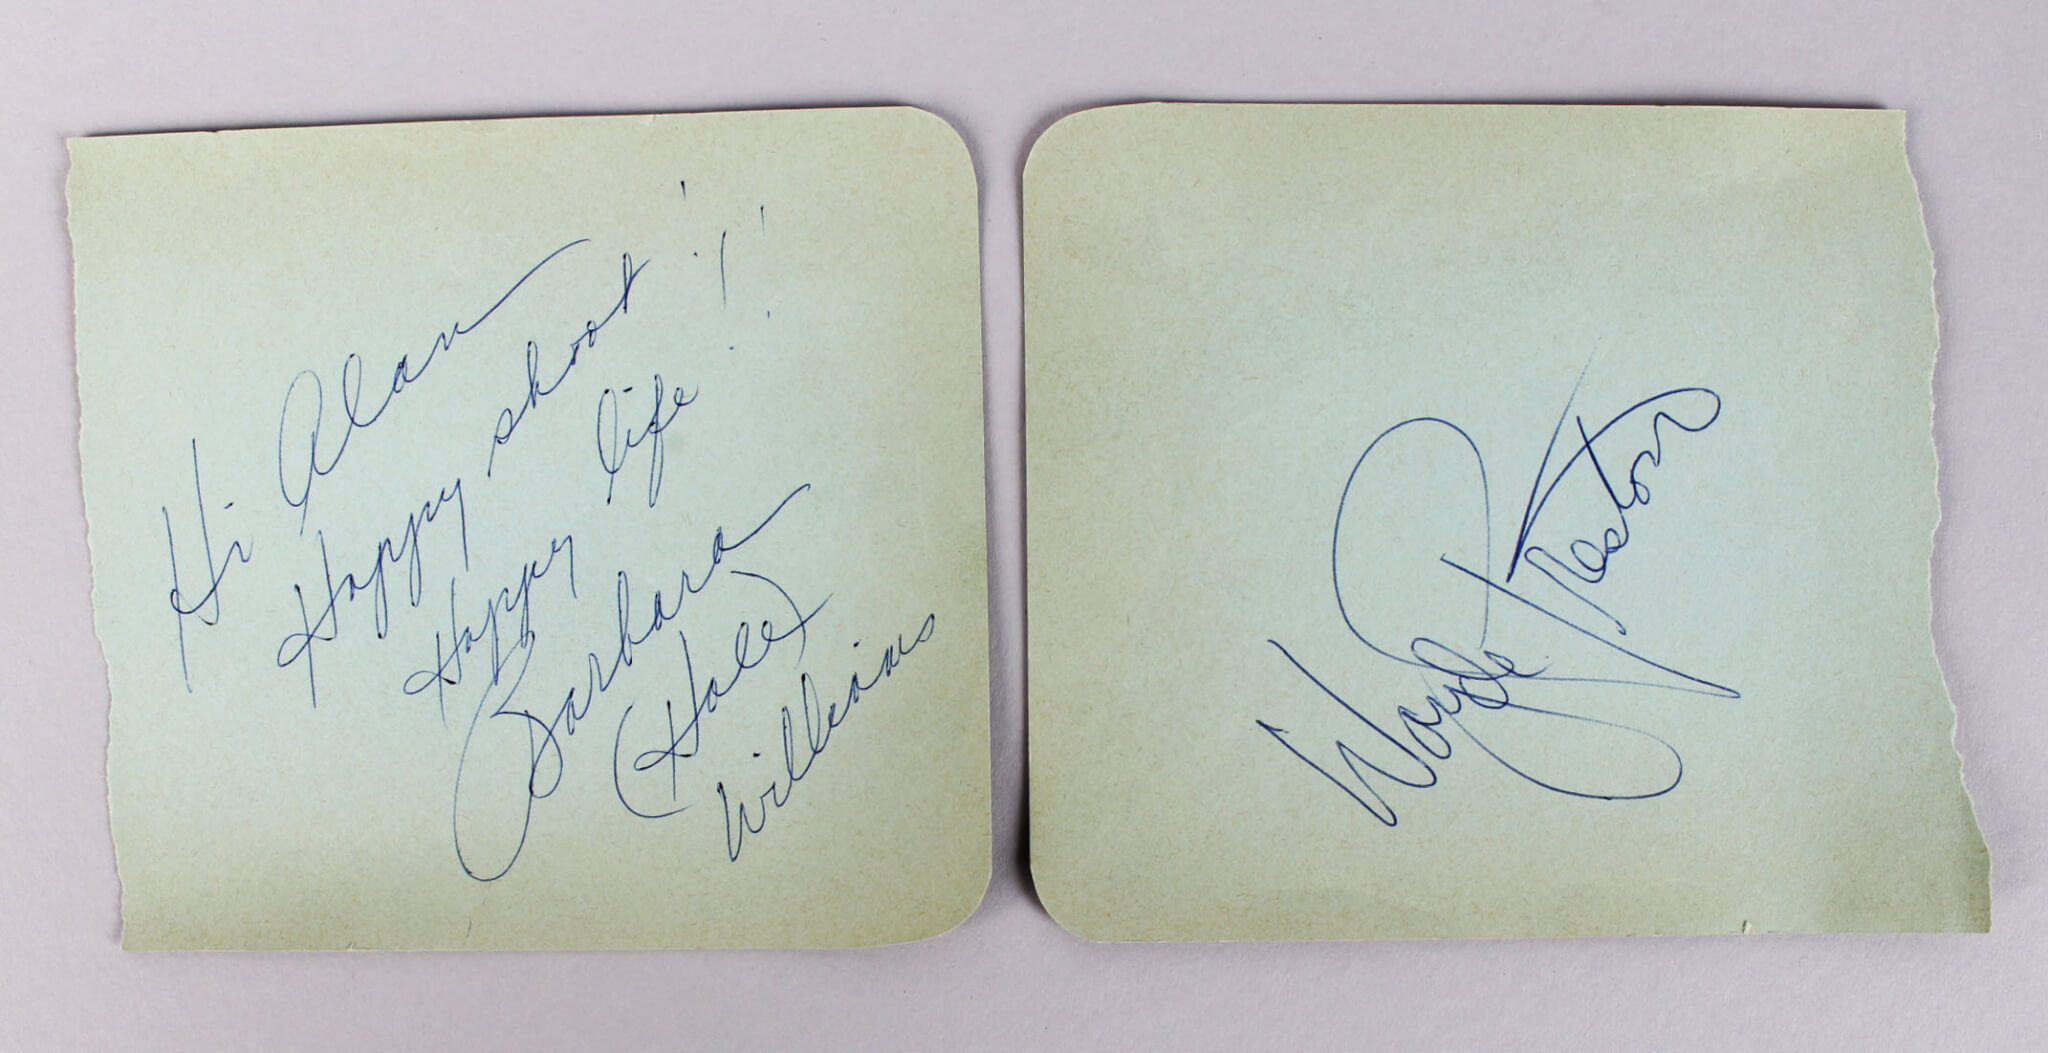 Hi Alan
Happy shoot!!
Happy life!!
Barbara
(Hale)
Williams
Wayde Preston